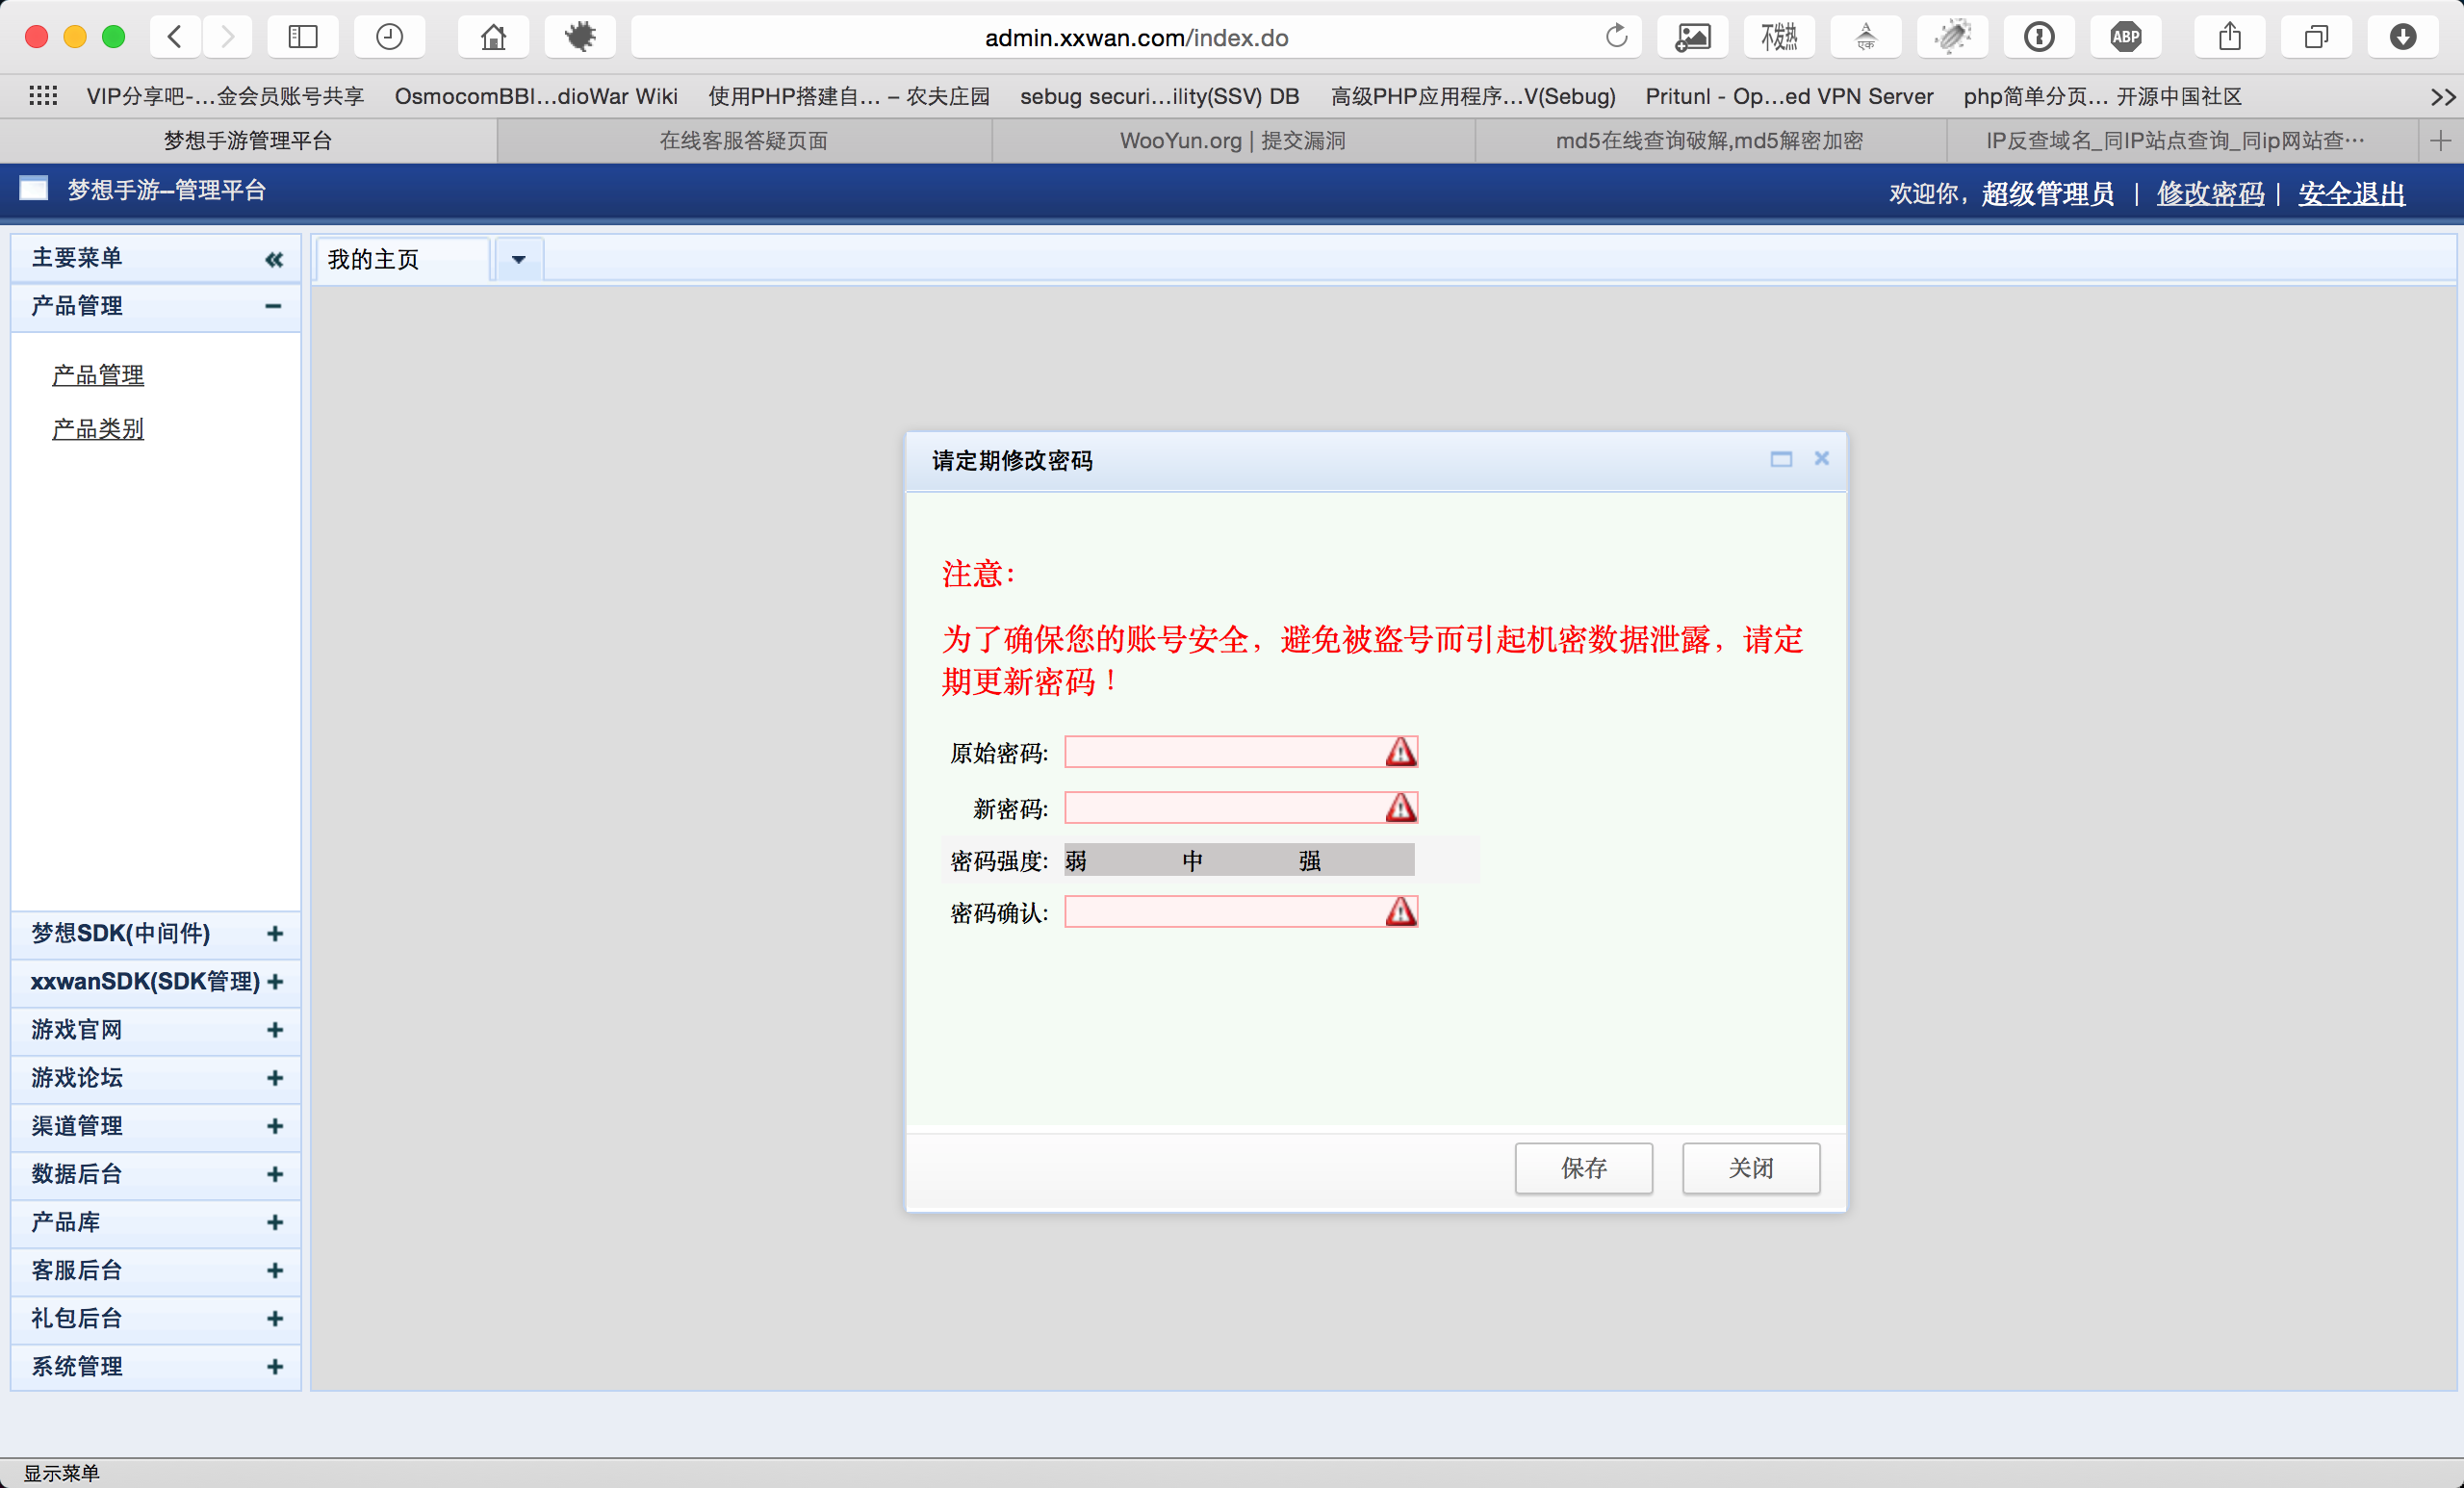 admin.xxwan.com/index.do
不发热
A
एक
ABP
VIP分享吧-...金会员账号共享 OsmocomBBI...dioWar Wiki 使用PHP搭建自... – 农夫庄园 sebug securi...ility(SSV) DB 高级PHP应用程序...V(Sebug) Pritunl - Op...ed VPN Server php简单分页... 开源中国社区 >>
梦想手游管理平台 在线客服答疑页面 WooYun.org | 提交漏洞 md5在线查询破解,md5解密加密 IP反查域名_同IP站点查询_同ip网站查…
梦想手游–管理平台
欢迎你，超级管理员 | 修改密码 | 安全退出
主要菜单
我的主页
产品管理
产品管理
产品类别
请定期修改密码
注意：
为了确保您的账号安全，避免被盗号而引起机密数据泄露，请定
期更新密码！
原始密码:
新密码:
密码强度: 弱 中 强
密码确认:
保存 关闭
梦想SDK(中间件)
xxwanSDK(SDK管理)
游戏官网
游戏论坛
渠道管理
数据后台
产品库
客服后台
礼包后台
系统管理
显示菜单